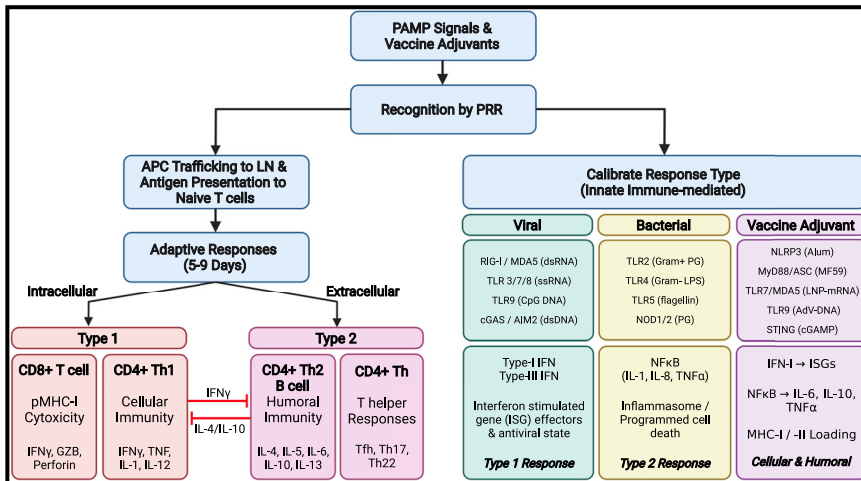 PAMP Signals &
Vaccine Adjuvants
Recognition by PRR
APC Trafficking to LN &
Antigen Presentation to
Naive T cells
Adaptive Responses
(5-9 Days)
Intracellular
Extracellular
Type 1
CD8+ T cell
pMHC-I
Cytoxicity
IFNγ, GZB,
Perforin
CD4+ Th1
Cellular
Immunity
IFNγ, TNF,
IL-1, IL-12
IFNγ
IL-4/IL-10
Type 2
CD4+ Th2
B cell
Humoral
Immunity
IL-4, IL-5, IL-6,
IL-10, IL-13
CD4+ Th
T helper
Responses
Tfh, Th17,
Th22
Calibrate Response Type
(Innate Immune-mediated)
Viral
RIG-I / MDA5 (dsRNA)
TLR 3/7/8 (ssRNA)
TLR9 (CpG DNA)
cGAS / AIM2 (dsDNA)
Type-I IFN
Type-III IFN
Interferon stimulated
gene (ISG) effectors
& antiviral state
Type 1 Response
Bacterial
TLR2 (Gram+ PG)
TLR4 (Gram- LPS)
TLR5 (flagellin)
NOD1/2 (PG)
NFκB
(IL-1, IL-8, TNFα)
Inflammasome /
Programmed cell
death
Type 2 Response
Vaccine Adjuvant
NLRP3 (Alum)
MyD88/ASC (MF59)
TLR7/MDA5 (LNP-mRNA)
TLR9 (AdV-DNA)
STING (cGAMP)
IFN-I → ISGs
NFκB → IL-6, IL-10,
TNFα
MHC-I / -II Loading
Cellular & Humoral